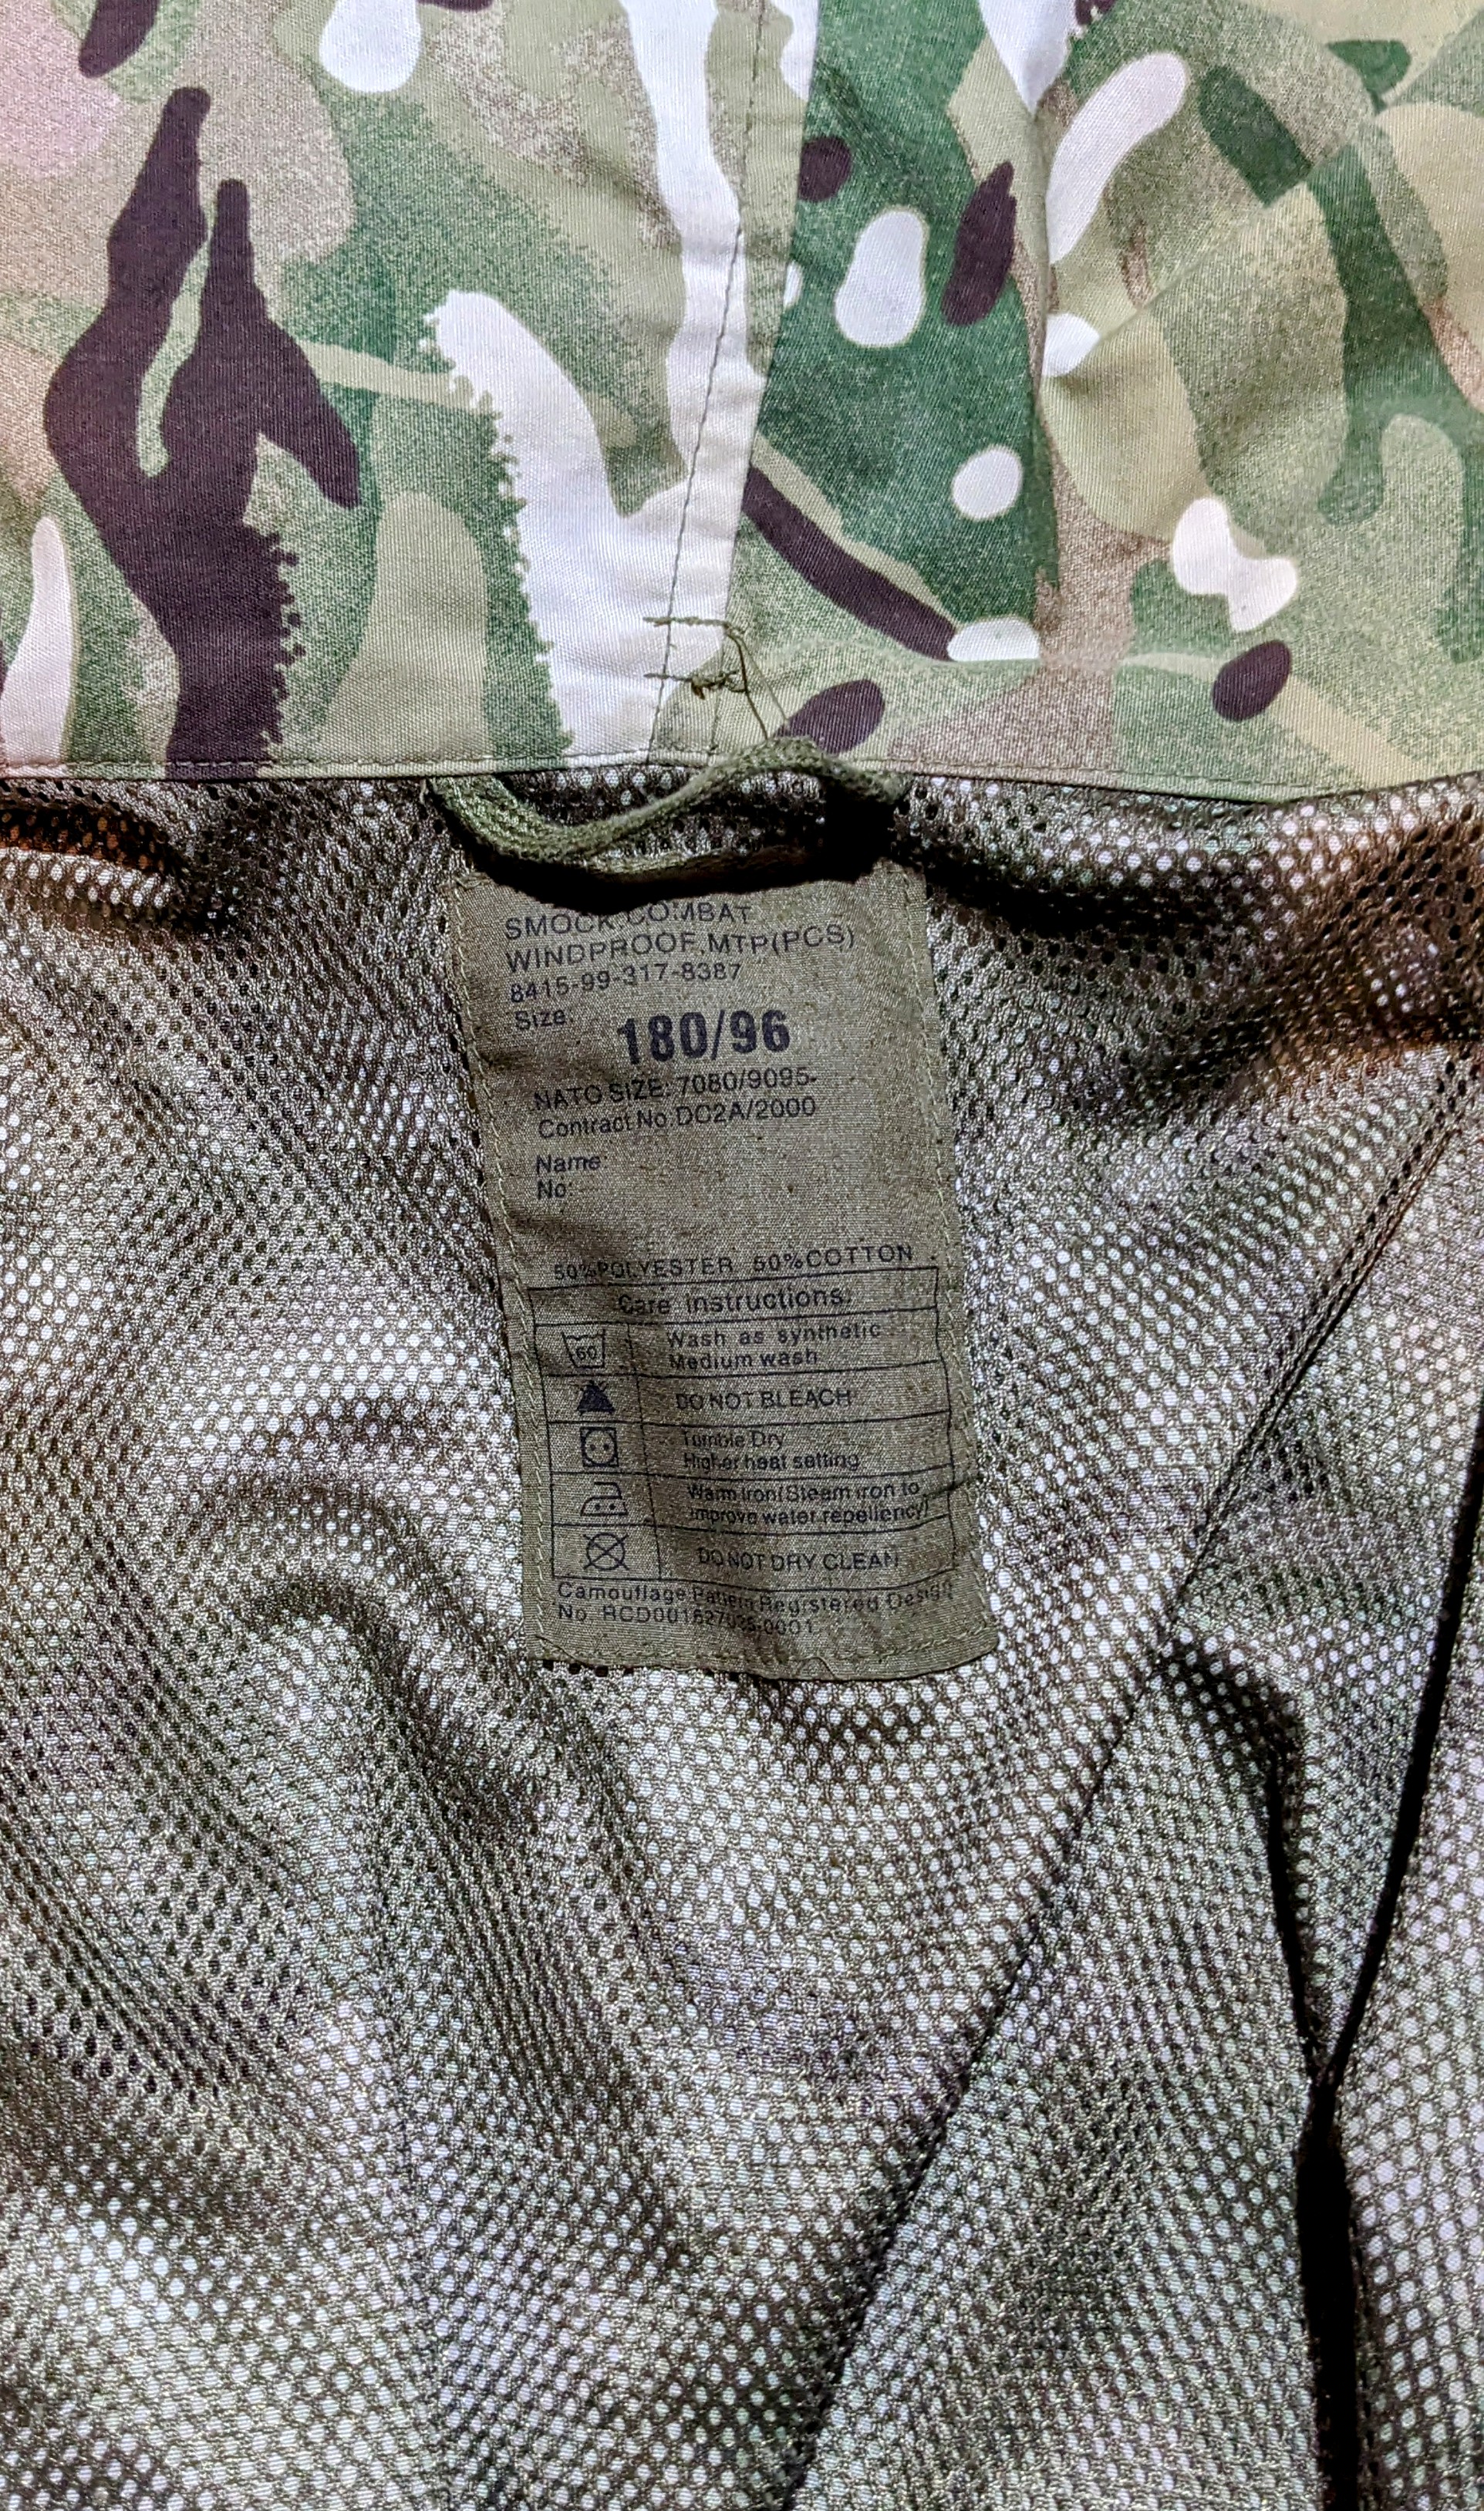 SMOCK,COMBAT
WINDPROOF,MTP(PCS)
8415-99-317-8387
Size:
180/96
NATO SIZE: 7080/9095
Contract No.DC2A/2000
Name:
No:
50%POLYESTER 50%COTTON
Care instructions:
60
Wash as synthetic
Medium wash
DO NOT BLEACH
Tumble Dry
Higher heat setting
Warm Iron(Steam iron to
improve water repellency)
DO NOT DRY CLEAN
Camouflage Pattern Registered Design
No.